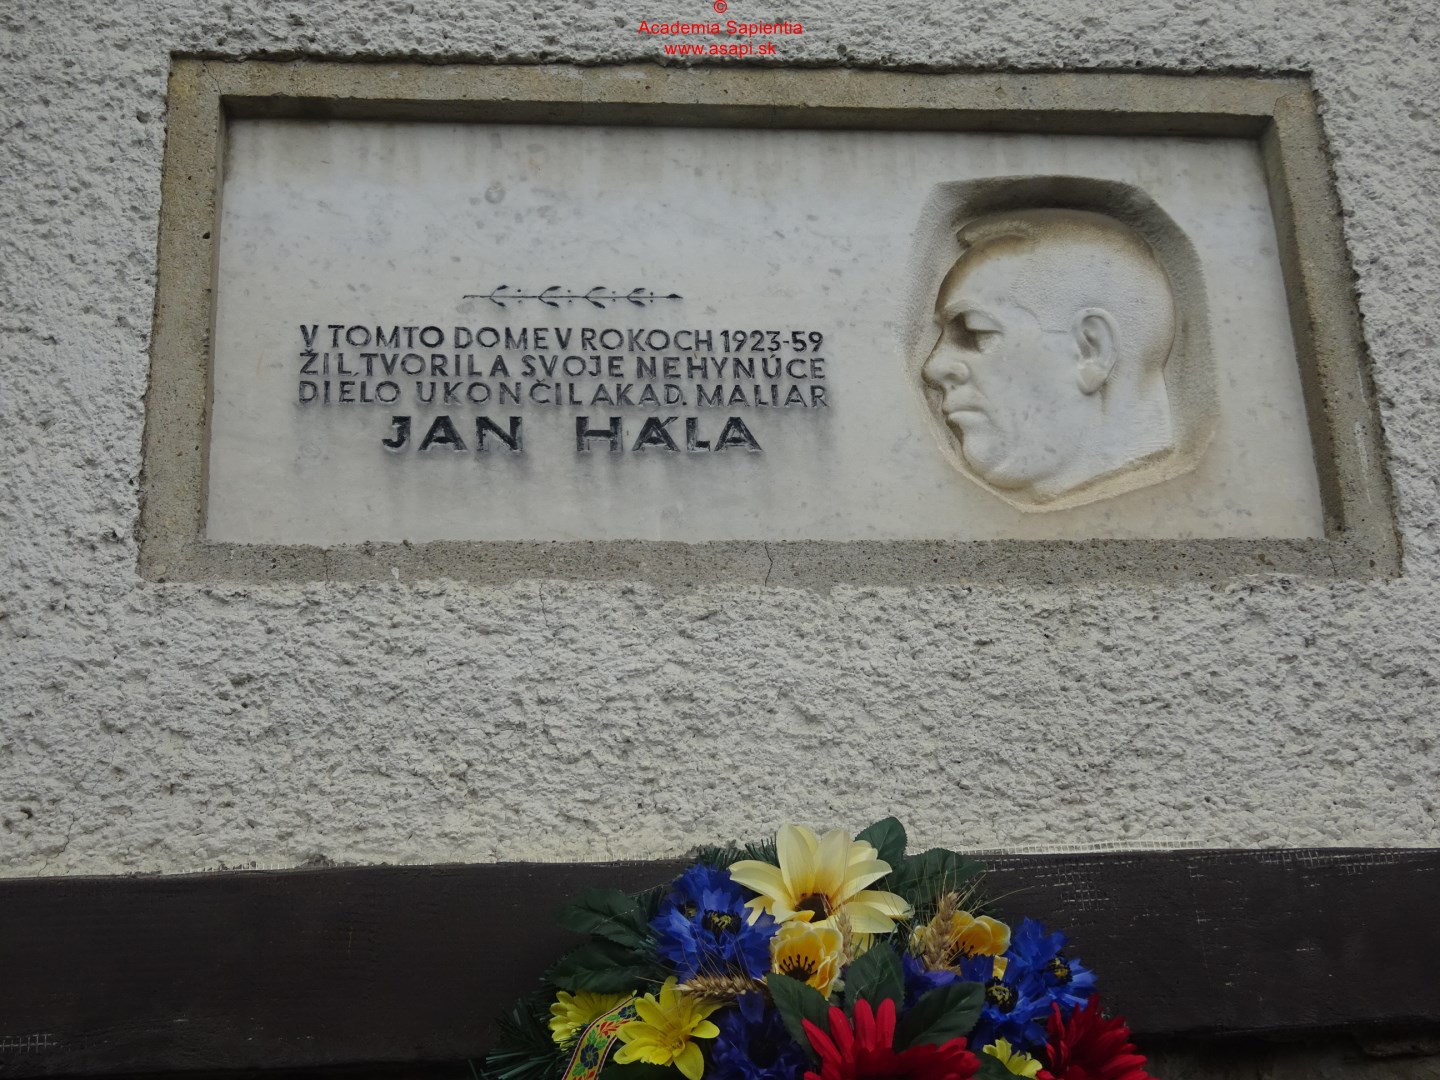 ©
Academia Sapientia
www.asapi.sk
V TOMTO DOME V ROKOCH 1923-59
ŽIL, TVORIL A SVOJE NEHYNÚCE
DIELO UKONČIL AKAD. MALIAR
JAN HÁLA